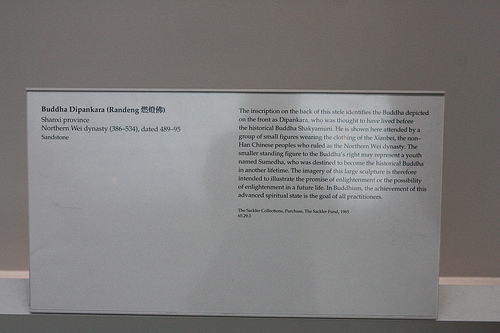 Buddha Dipankara (Randeng 燃燈佛)
Shanxi province
Northern Wei dynasty (386–534), dated 489–95
Sandstone
The inscription on the back of this stele identifies the Buddha depicted
on the front as Dipankara, who was thought to have lived before
the historical Buddha Shakyamuni. He is shown here attended by a
group of small figures wearing the clothing of the Xianbei, the non–
Han Chinese peoples who ruled as the Northern Wei dynasty. The
smaller standing figure to the Buddha's right may represent a youth
named Sumedha, who was destined to become the historical Buddha
in another lifetime. The imagery of this large sculpture is therefore
intended to illustrate the promise of enlightenment or the possibility
of enlightenment in a future life. In Buddhism, the achievement of this
advanced spiritual state is the goal of all practitioners.
The Sackler Collections, Purchase, The Sackler Fund, 1965
65.29.3